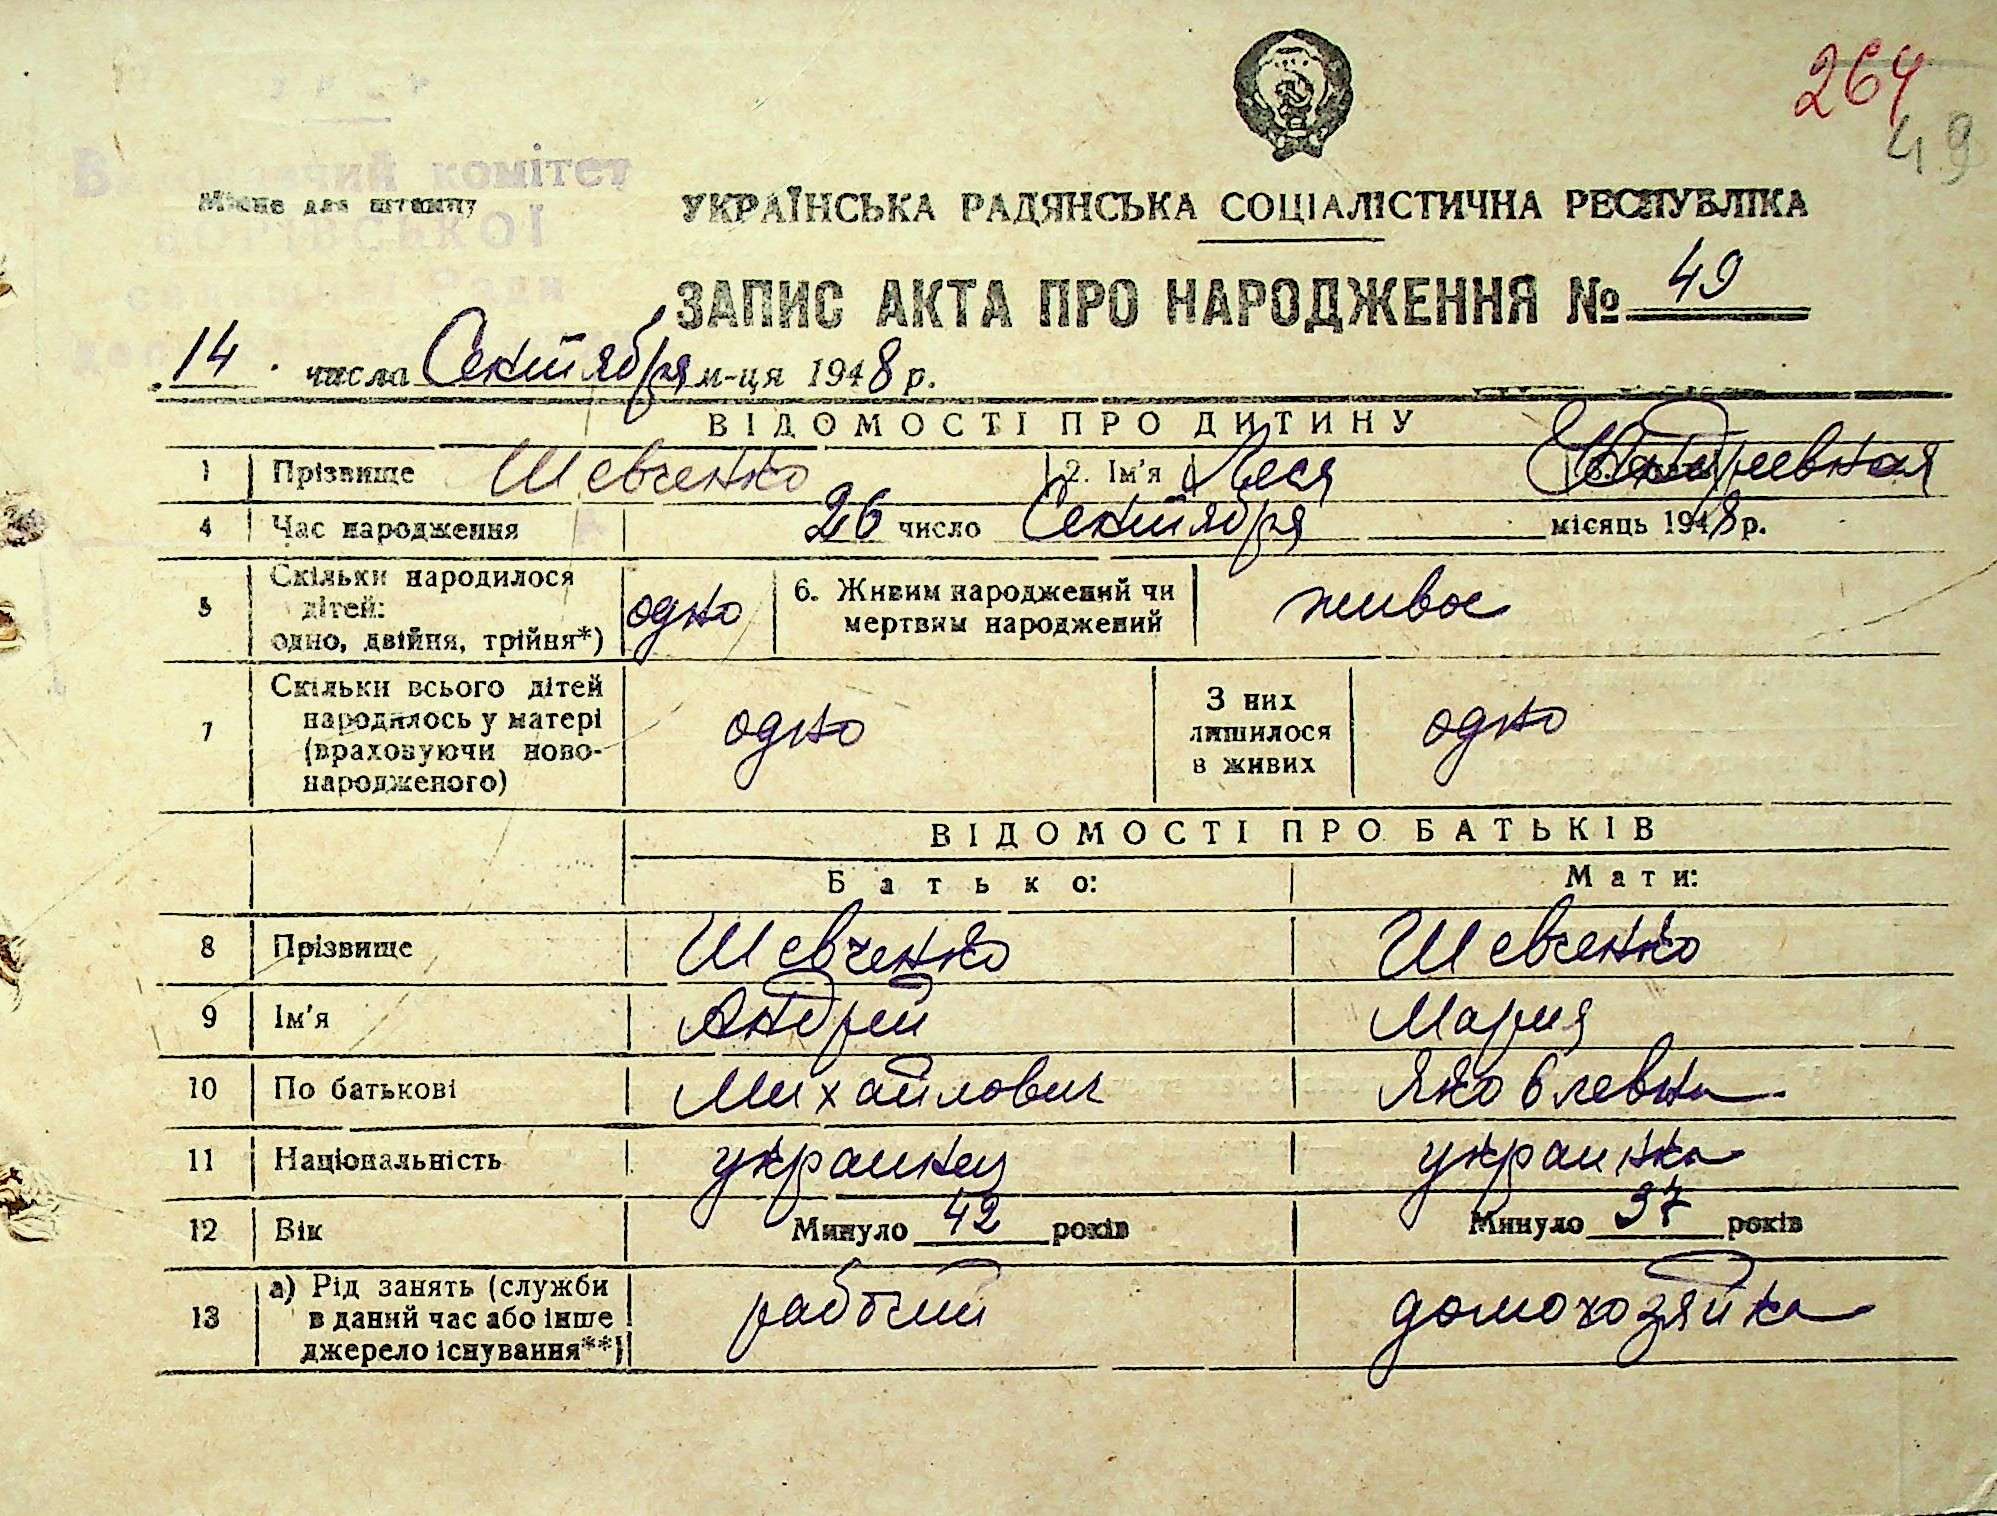 264
49
комітет
Місце для штампу
УКРАЇНСЬКА РАДЯНСЬКА СОЦІАЛІСТИЧНА РЕСПУБЛІКА
ЗАПИС АКТА ПРО НАРОДЖЕННЯ № 49
14 числа Сентября м-ця 1948 р.
ВІДОМОСТІ ПРО ДИТИНУ
1 Прізвище Шевченко 2. Ім'я Леся
4 Час народження 26 число Сентября місяць 1948 р.
5 Скільки народилося дітей: одно, двійня, трійня*) одно 6. Живим народжений чи мертвим народжений живое
7 Скільки всього дітей народилось у матері (враховуючи ново-народженого) одно З них лишилося в живих одно
ВІДОМОСТІ ПРО БАТЬКІВ
Батько: Мати:
8 Прізвище Шевченко Шевченко
9 Ім'я Андрей Мария
10 По батькові Михайлович Яковлевна
11 Національність украинец украинка
12 Вік Минуло 42 років Минуло 37 років
13 а) Рід занять (служби в даний час або інше джерело існування**) рабочий домохозяйка